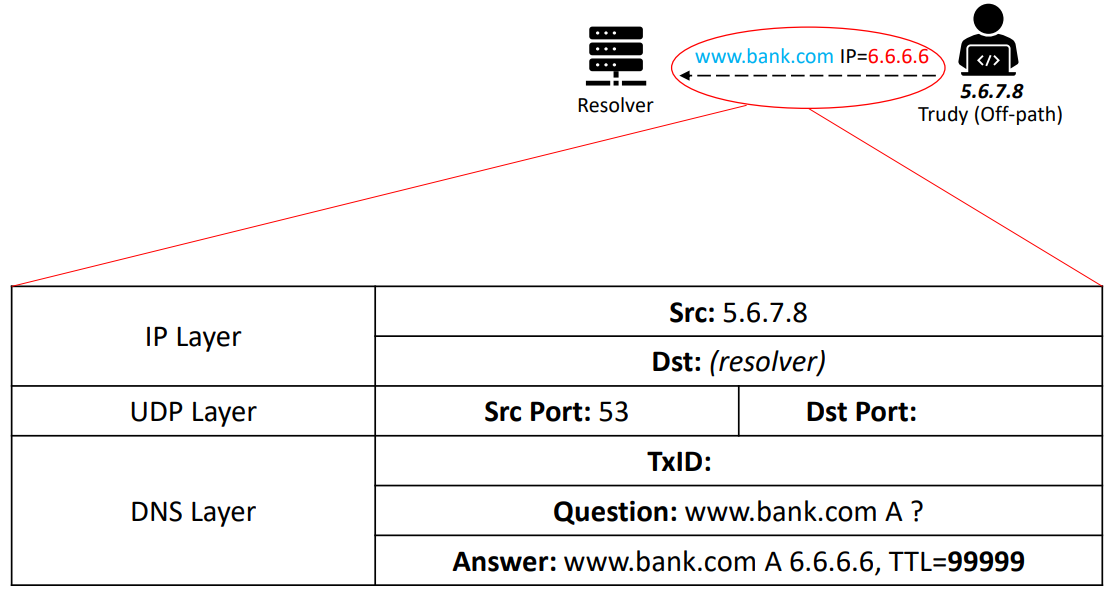 www.bank.com IP=6.6.6.6
</>
Resolver
5.6.7.8
Trudy (Off-path)
IP Layer
Src: 5.6.7.8
Dst: (resolver)
UDP Layer
Src Port: 53
Dst Port:
DNS Layer
TxID:
Question: www.bank.com A ?
Answer: www.bank.com A 6.6.6.6, TTL=99999